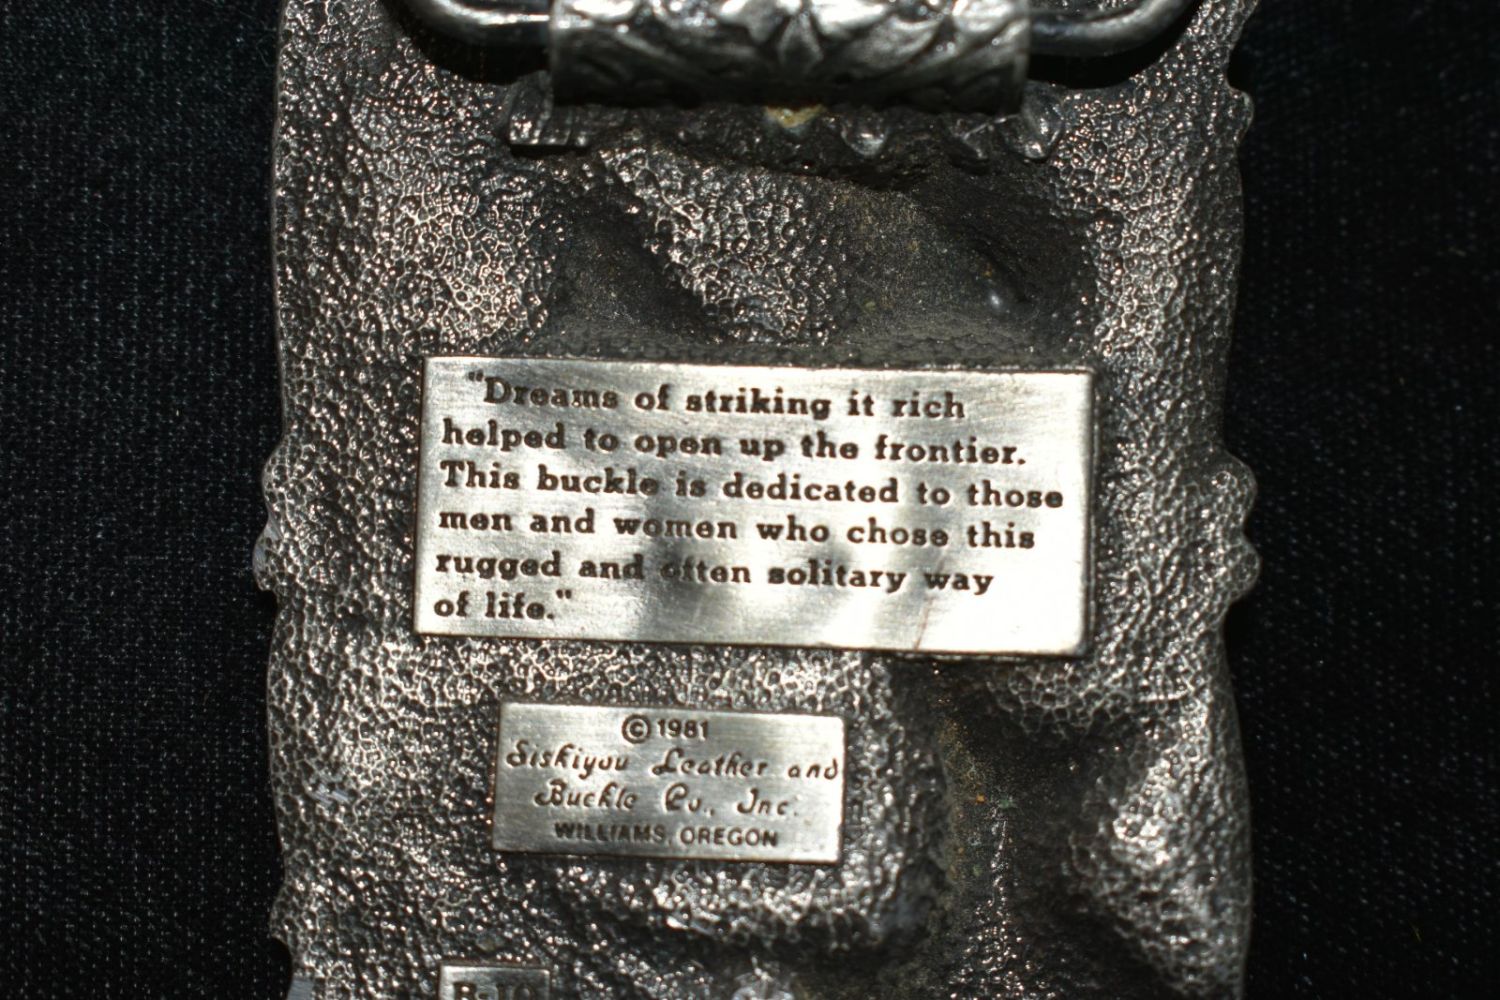 "Dreams of striking it rich
helped to open up the frontier.
This buckle is dedicated to those
men and women who chose this
rugged and often solitary way
of life."
©1981
Siskiyou Leather and
Buckle Co., Inc.
WILLIAMS, OREGON
B-10